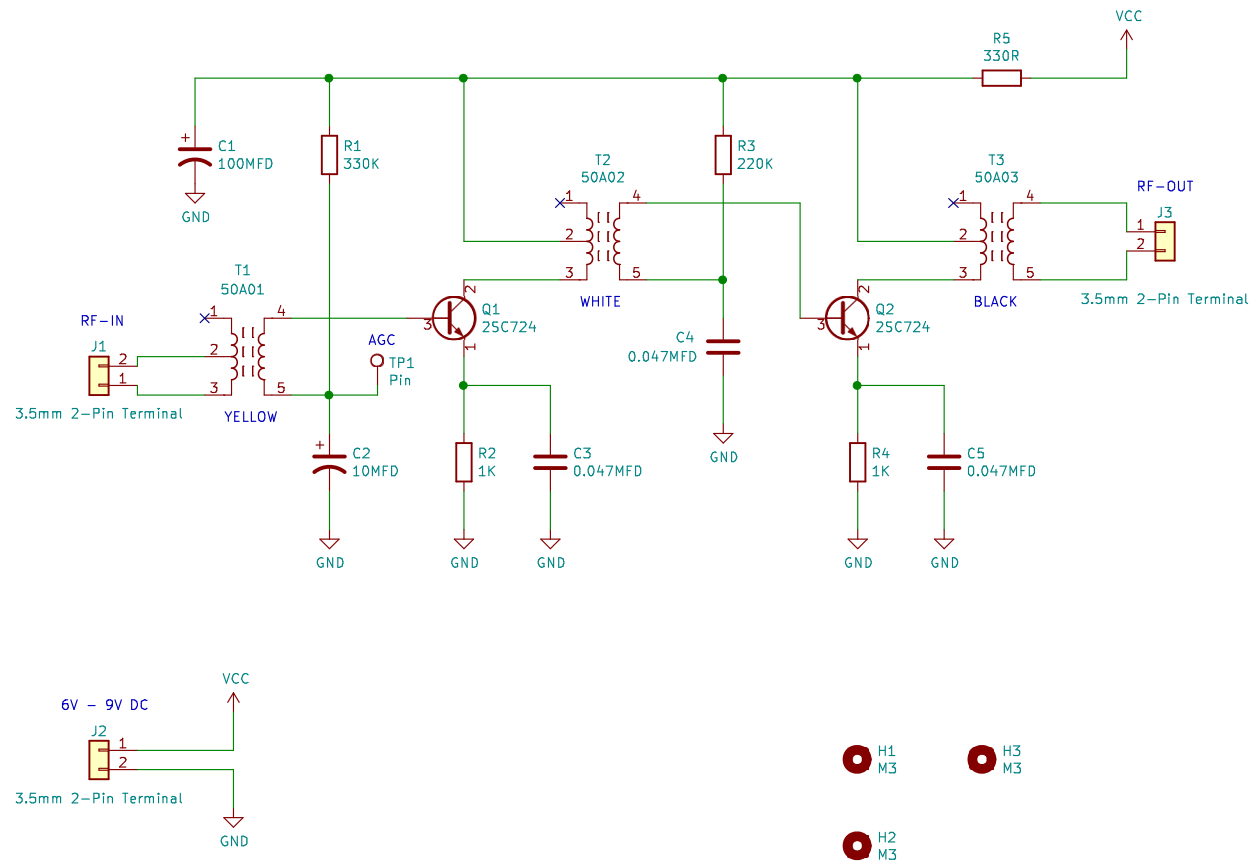 VCC
R5
330R
C1
100MFD
GND
R1
330K
R3
220K
T2
50A02
1
2
3
4
5
WHITE
T3
50A03
1
2
3
4
5
BLACK
RF-OUT
J3
1
2
3.5mm 2-Pin Terminal
T1
50A01
1
2
3
4
5
YELLOW
RF-IN
J1
2
1
3.5mm 2-Pin Terminal
AGC
TP1
Pin
2
3
1
Q1
2SC724
2
3
1
Q2
2SC724
C4
0.047MFD
GND
C2
10MFD
GND
R2
1K
GND
C3
0.047MFD
GND
R4
1K
GND
C5
0.047MFD
GND
VCC
6V - 9V DC
J2
1
2
3.5mm 2-Pin Terminal
GND
H1
M3
H3
M3
H2
M3